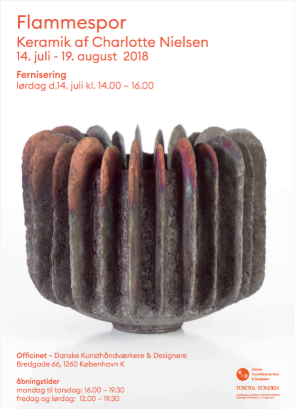 Flammespor
Keramik af Charlotte Nielsen
14. juli - 19. august 2018
Fernisering
lørdag d.14. juli kl. 14.00 – 16.00
Officinet - Danske Kunsthåndværkere & Designere
Bredgade 66, 1260 København K
åbningstider
mandag til torsdag: 16.00 – 19:30
fredag og lørdag: 12.00 – 19:30
Danske
Kunsthåndværkere
& Designere
TOYOTA-FONDEN